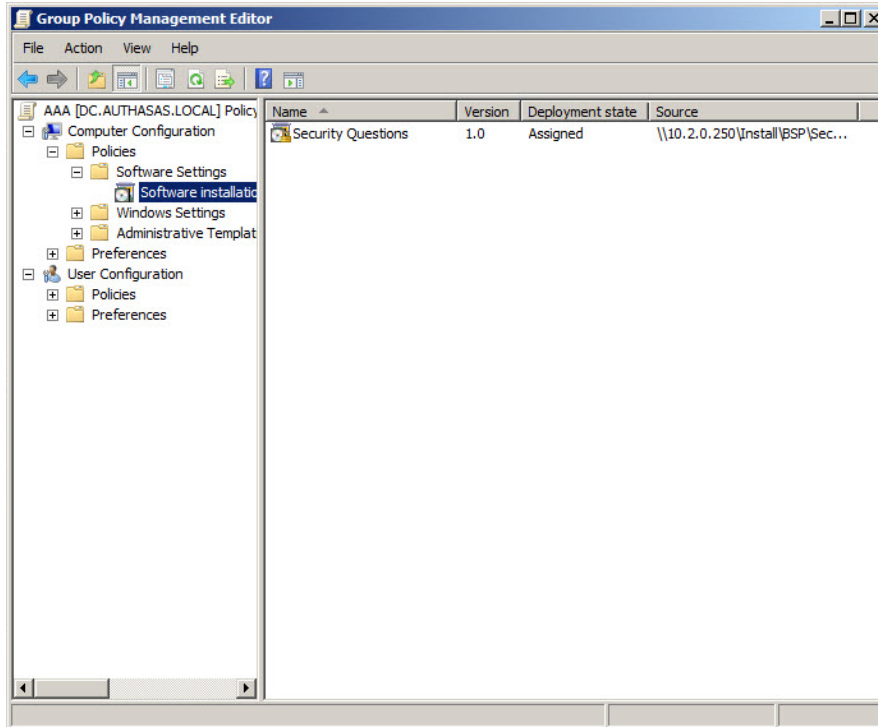 Group Policy Management Editor
File Action View Help
AAA [DC.AUTHASAS.LOCAL] Policy
Computer Configuration
Policies
Software Settings
Software installatio
Windows Settings
Administrative Templat
Preferences
User Configuration
Policies
Preferences
Name Version Deployment state Source
Security Questions 1.0 Assigned \\10.2.0.250\Install\BSP\Sec...